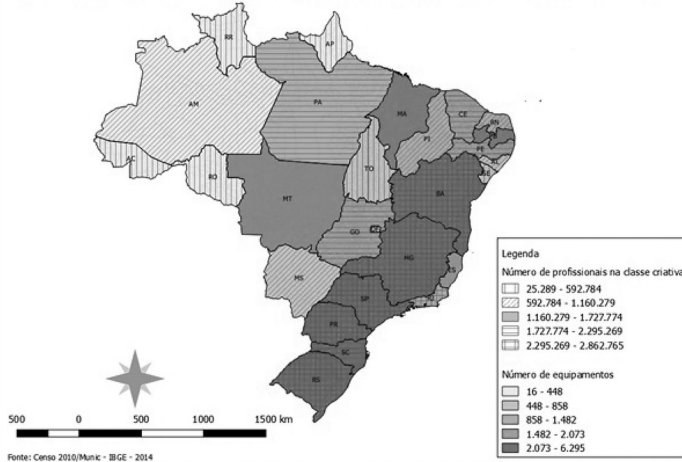 RR
AP
AM
PA
MA
CE
RN
PB
PI
PE
AL
SE
AC
RO
TO
BA
MT
GO
DF
MG
ES
MS
SP
PR
SC
RS
Legenda
Número de profissionais na classe criativa
25.289 - 592.784
592.784 - 1.160.279
1.160.279 - 1.727.774
1.727.774 - 2.295.269
2.295.269 - 2.862.765
Número de equipamentos
16 - 448
448 - 858
858 - 1.482
1.482 - 2.073
2.073 - 6.295
500 0 500 1000 1500 km
Fonte: Censo 2010/Munic - IBGE - 2014